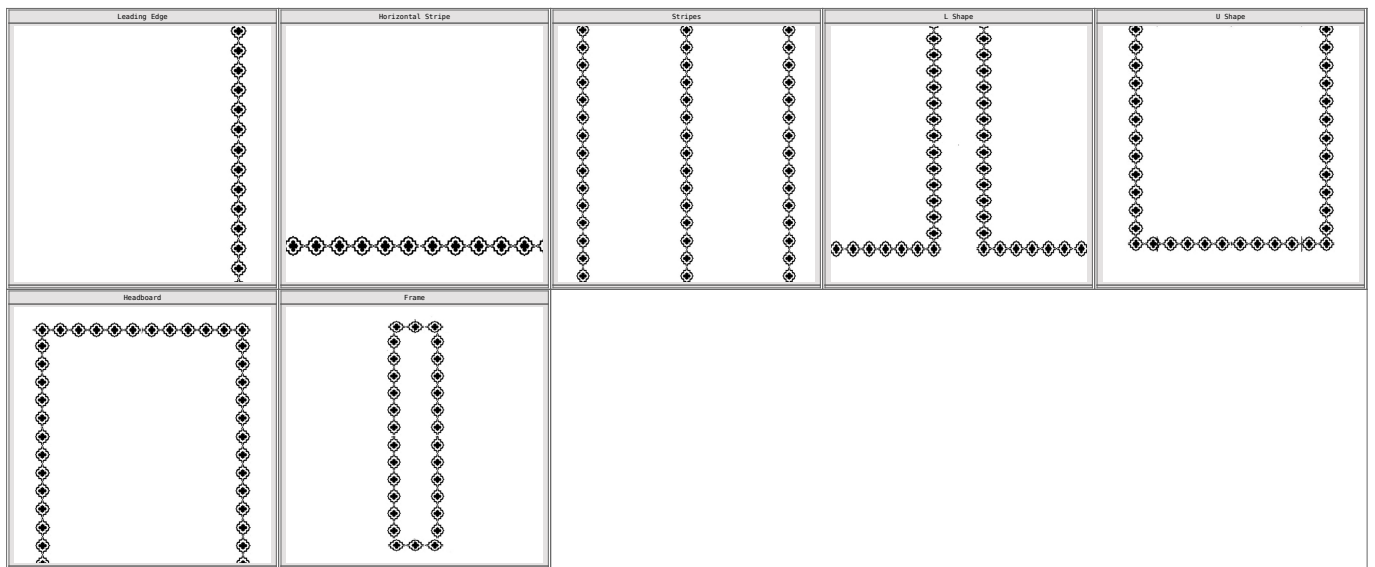 Leading Edge
Horizontal Stripe
Stripes
L Shape
U Shape
Headboard
Frame